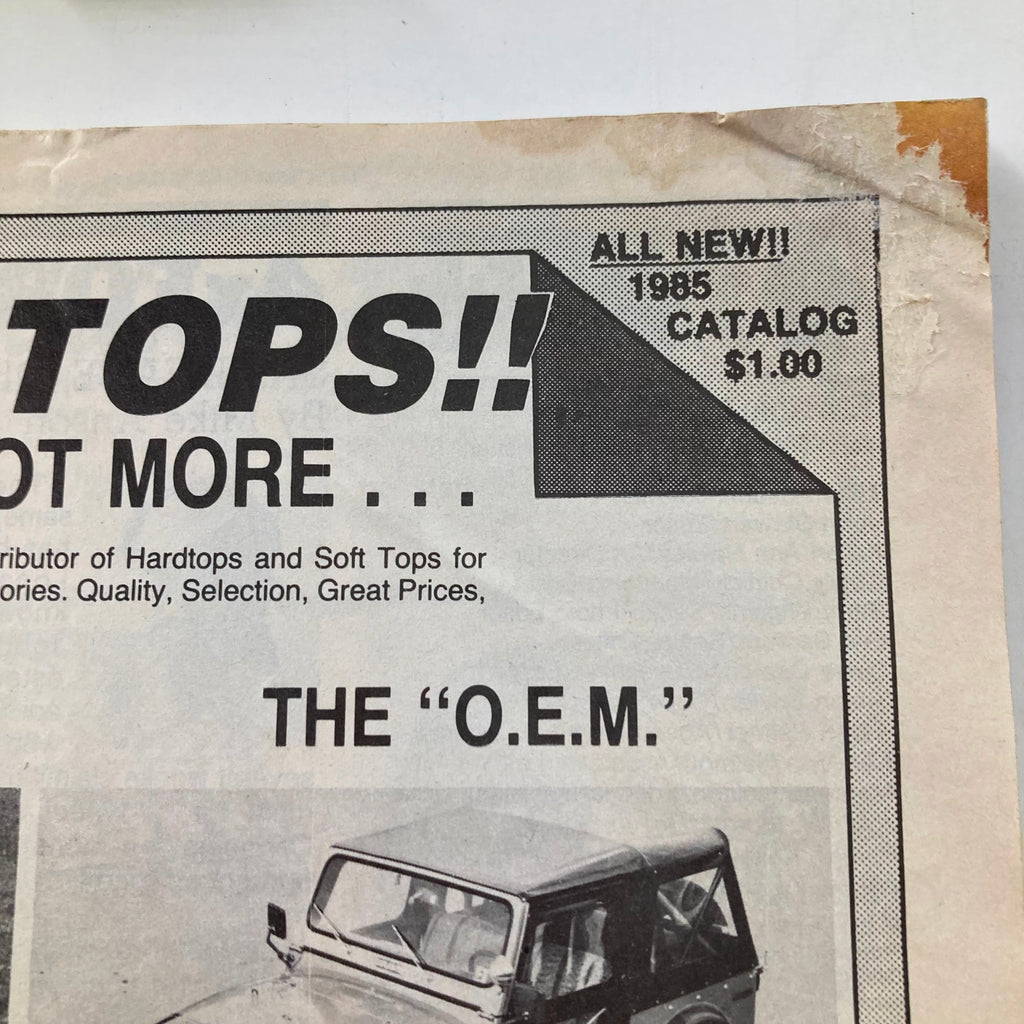 ALL NEW!!
1985
CATALOG
$1.00
TOPS!!
OT MORE . . .
ributor of Hardtops and Soft Tops for
ories. Quality, Selection, Great Prices,
THE “O.E.M.”